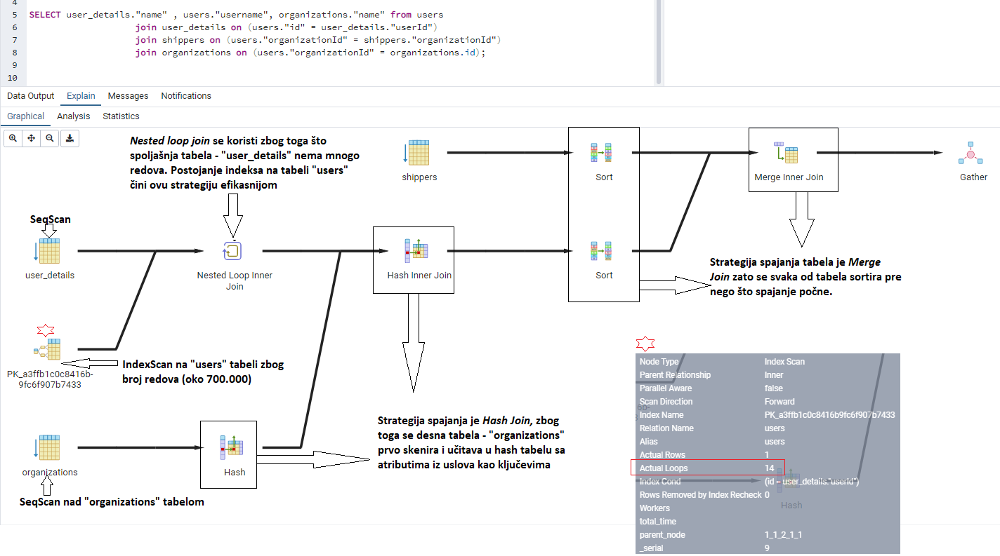 4
5 SELECT user_details."name" , users."username", organizations."name" from users
6 join user_details on (users."id" = user_details."userId")
7 join shippers on (users."organizationId" = shippers."organizationId")
8 join organizations on (users."organizationId" = organizations.id);
9
10
Data Output Explain Messages Notifications
Graphical Analysis Statistics
Nested loop join se koristi zbog toga što
spoljašnja tabela - "user_details" nema mnogo
redova. Postojanje indeksa na tabeli "users"
čini ovu strategiju efikasnijom
shippers
Sort
Merge Inner Join
Gather
SeqScan
user_details
Nested Loop Inner
Join
Hash Inner Join
Sort
Strategija spajanja tabela je Merge
Join zato se svaka od tabela sortira pre
nego što spajanje počne.
PK_a3ffb1c0c8416b-
9fc6f907b7433
IndexScan na "users" tabeli zbog
broj redova (oko 700.000)
organizations
Hash
SeqScan nad "organizations" tabelom
Strategija spajanja je Hash Join, zbog
toga se desna tabela - "organizations"
prvo skenira i učitava u hash tabelu sa
atributima iz uslova kao ključevima
Node Type Index Scan
Parent Relationship Inner
Parallel Aware false
Scan Direction Forward
Index Name PK_a3ffb1c0c8416b9fc6f907b7433
Relation Name users
Alias users
Actual Rows 1
Actual Loops 14
Index Cond (id = user_details."userId")
Rows Removed by Index Recheck 0
Hash
Workers
total_time
parent_node 1_1_2_1_1
_serial 9